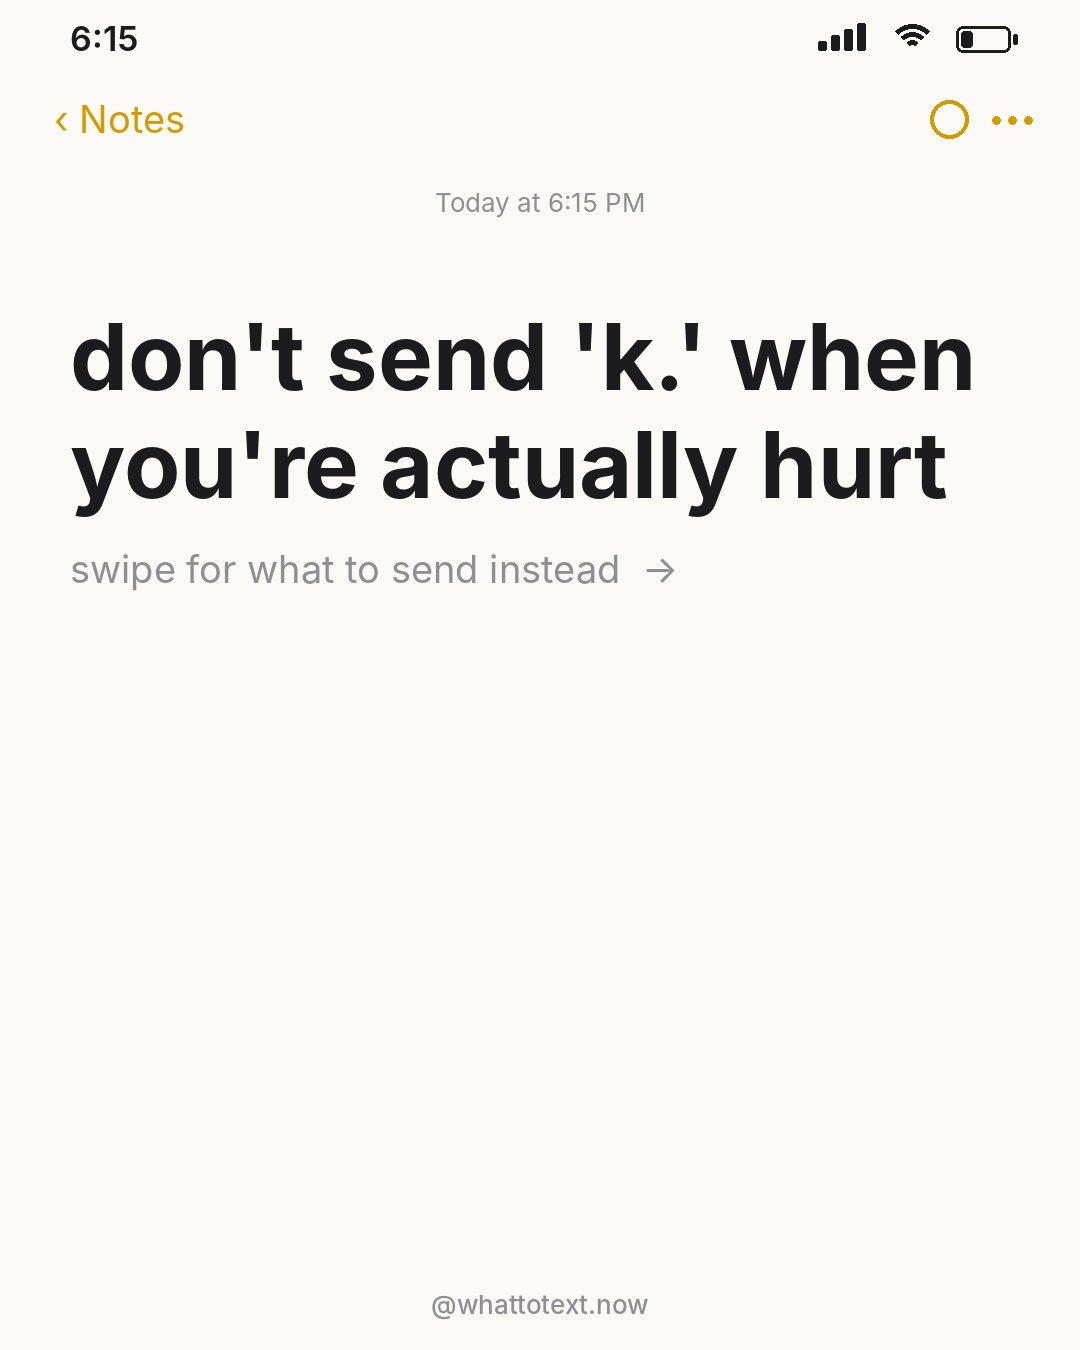 6:15
‹ Notes
Today at 6:15 PM
don't send 'k.' when
you're actually hurt
swipe for what to send instead →
@whattotext.now